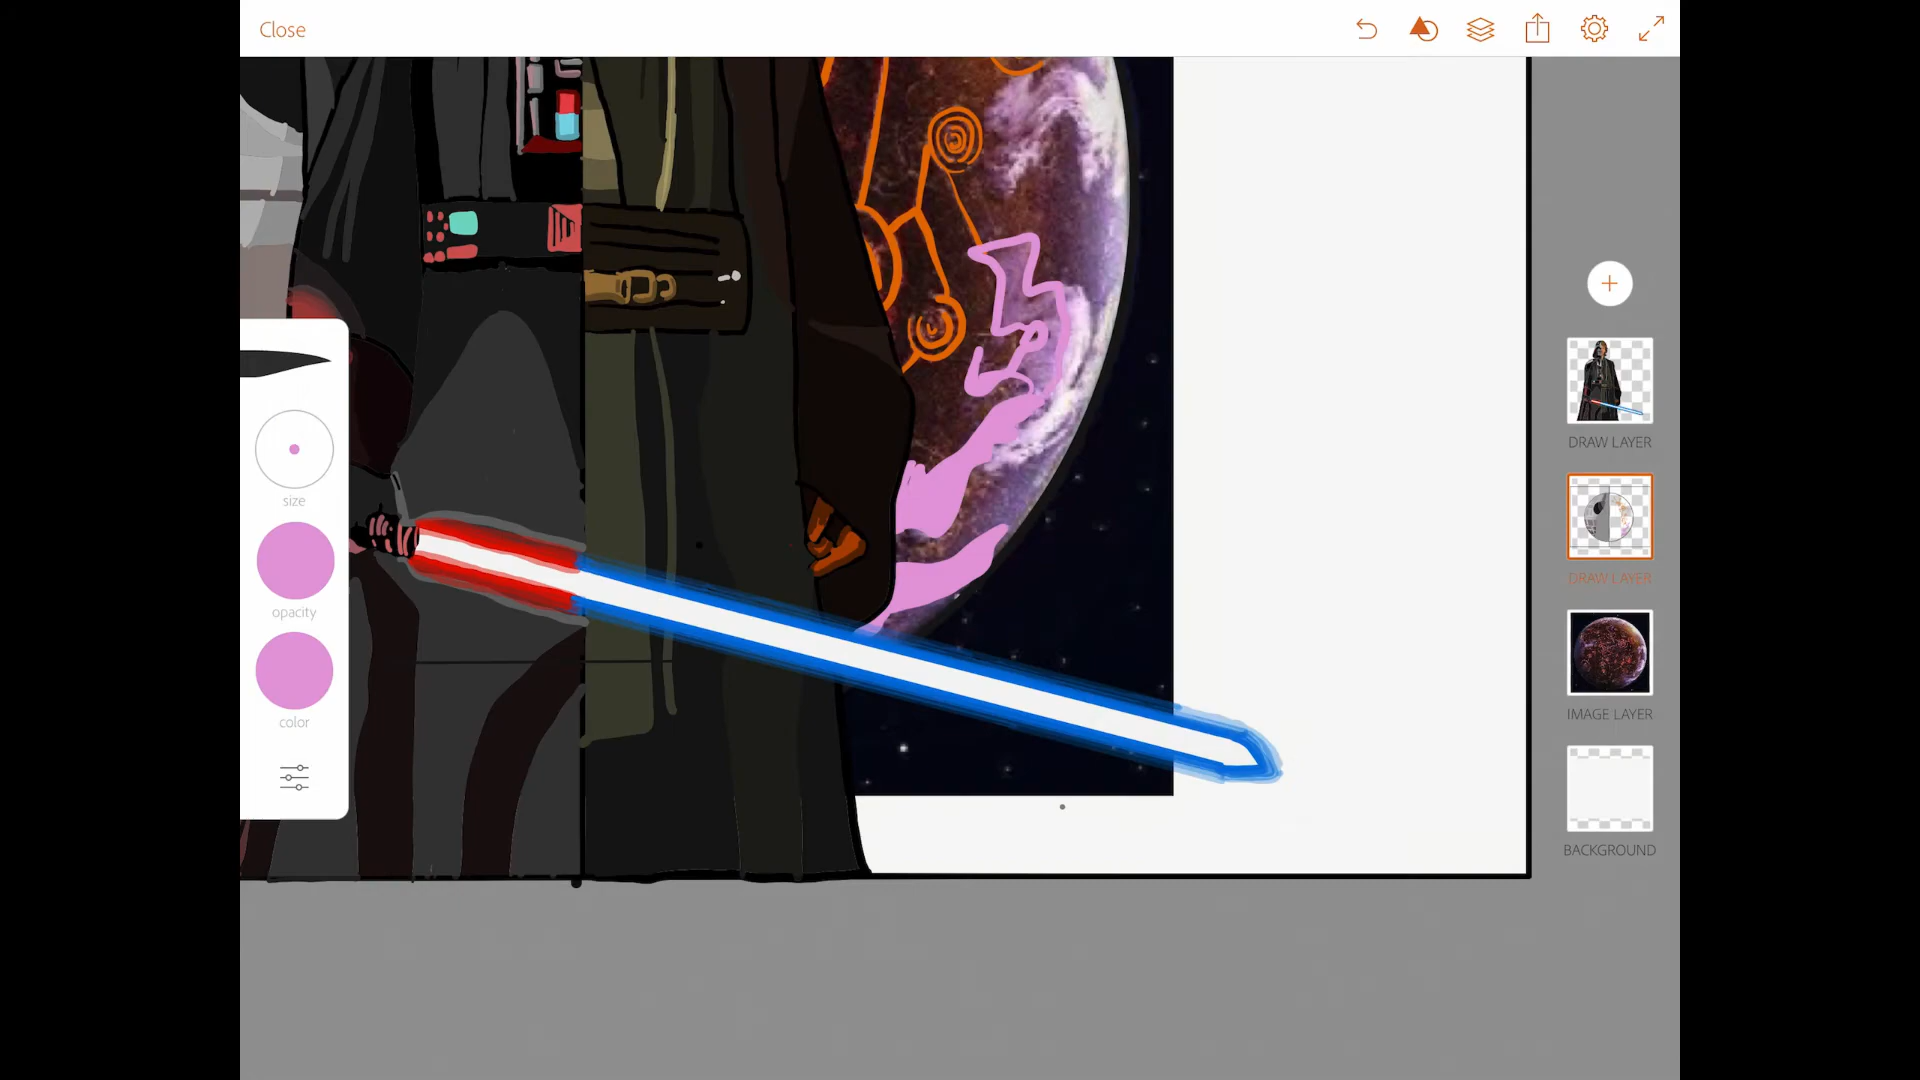 Close
size
opacity
color
DRAW LAYER
DRAW LAYER
IMAGE LAYER
BACKGROUND